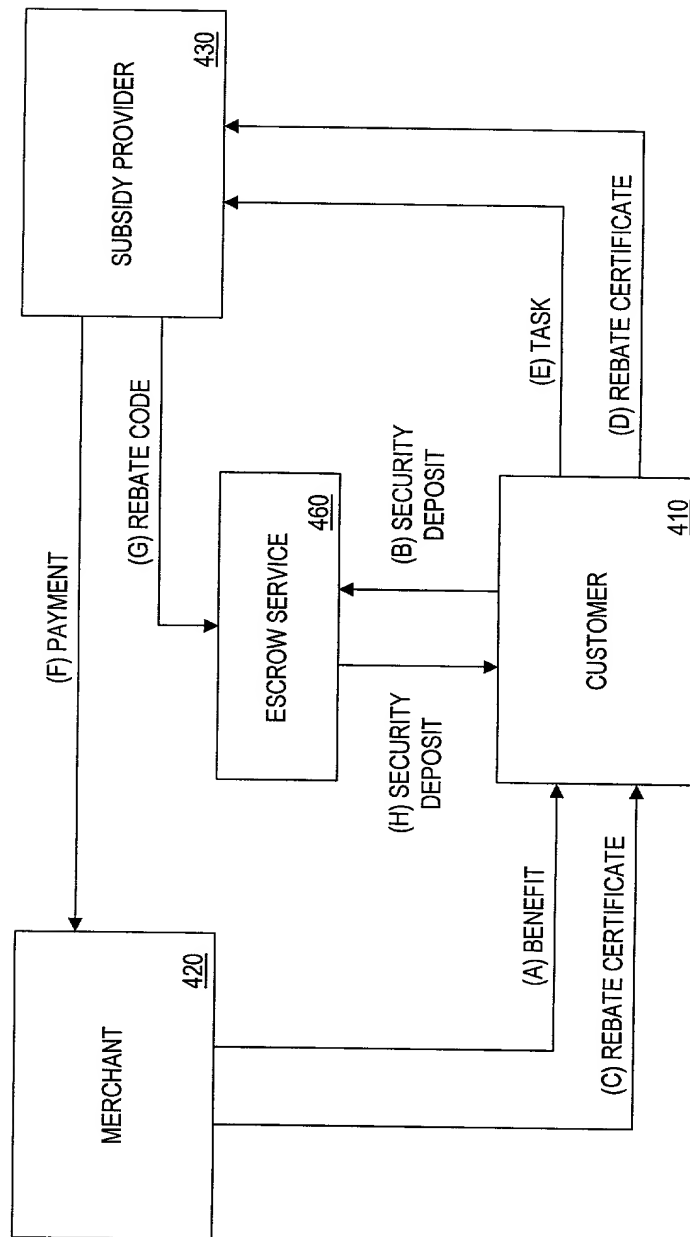 MERCHANT
420
(F) PAYMENT
SUBSIDY PROVIDER
430
(G) REBATE CODE
ESCROW SERVICE
460
(H) SECURITY
DEPOSIT
(B) SECURITY
DEPOSIT
(A) BENEFIT
(C) REBATE CERTIFICATE
CUSTOMER
410
(E) TASK
(D) REBATE CERTIFICATE